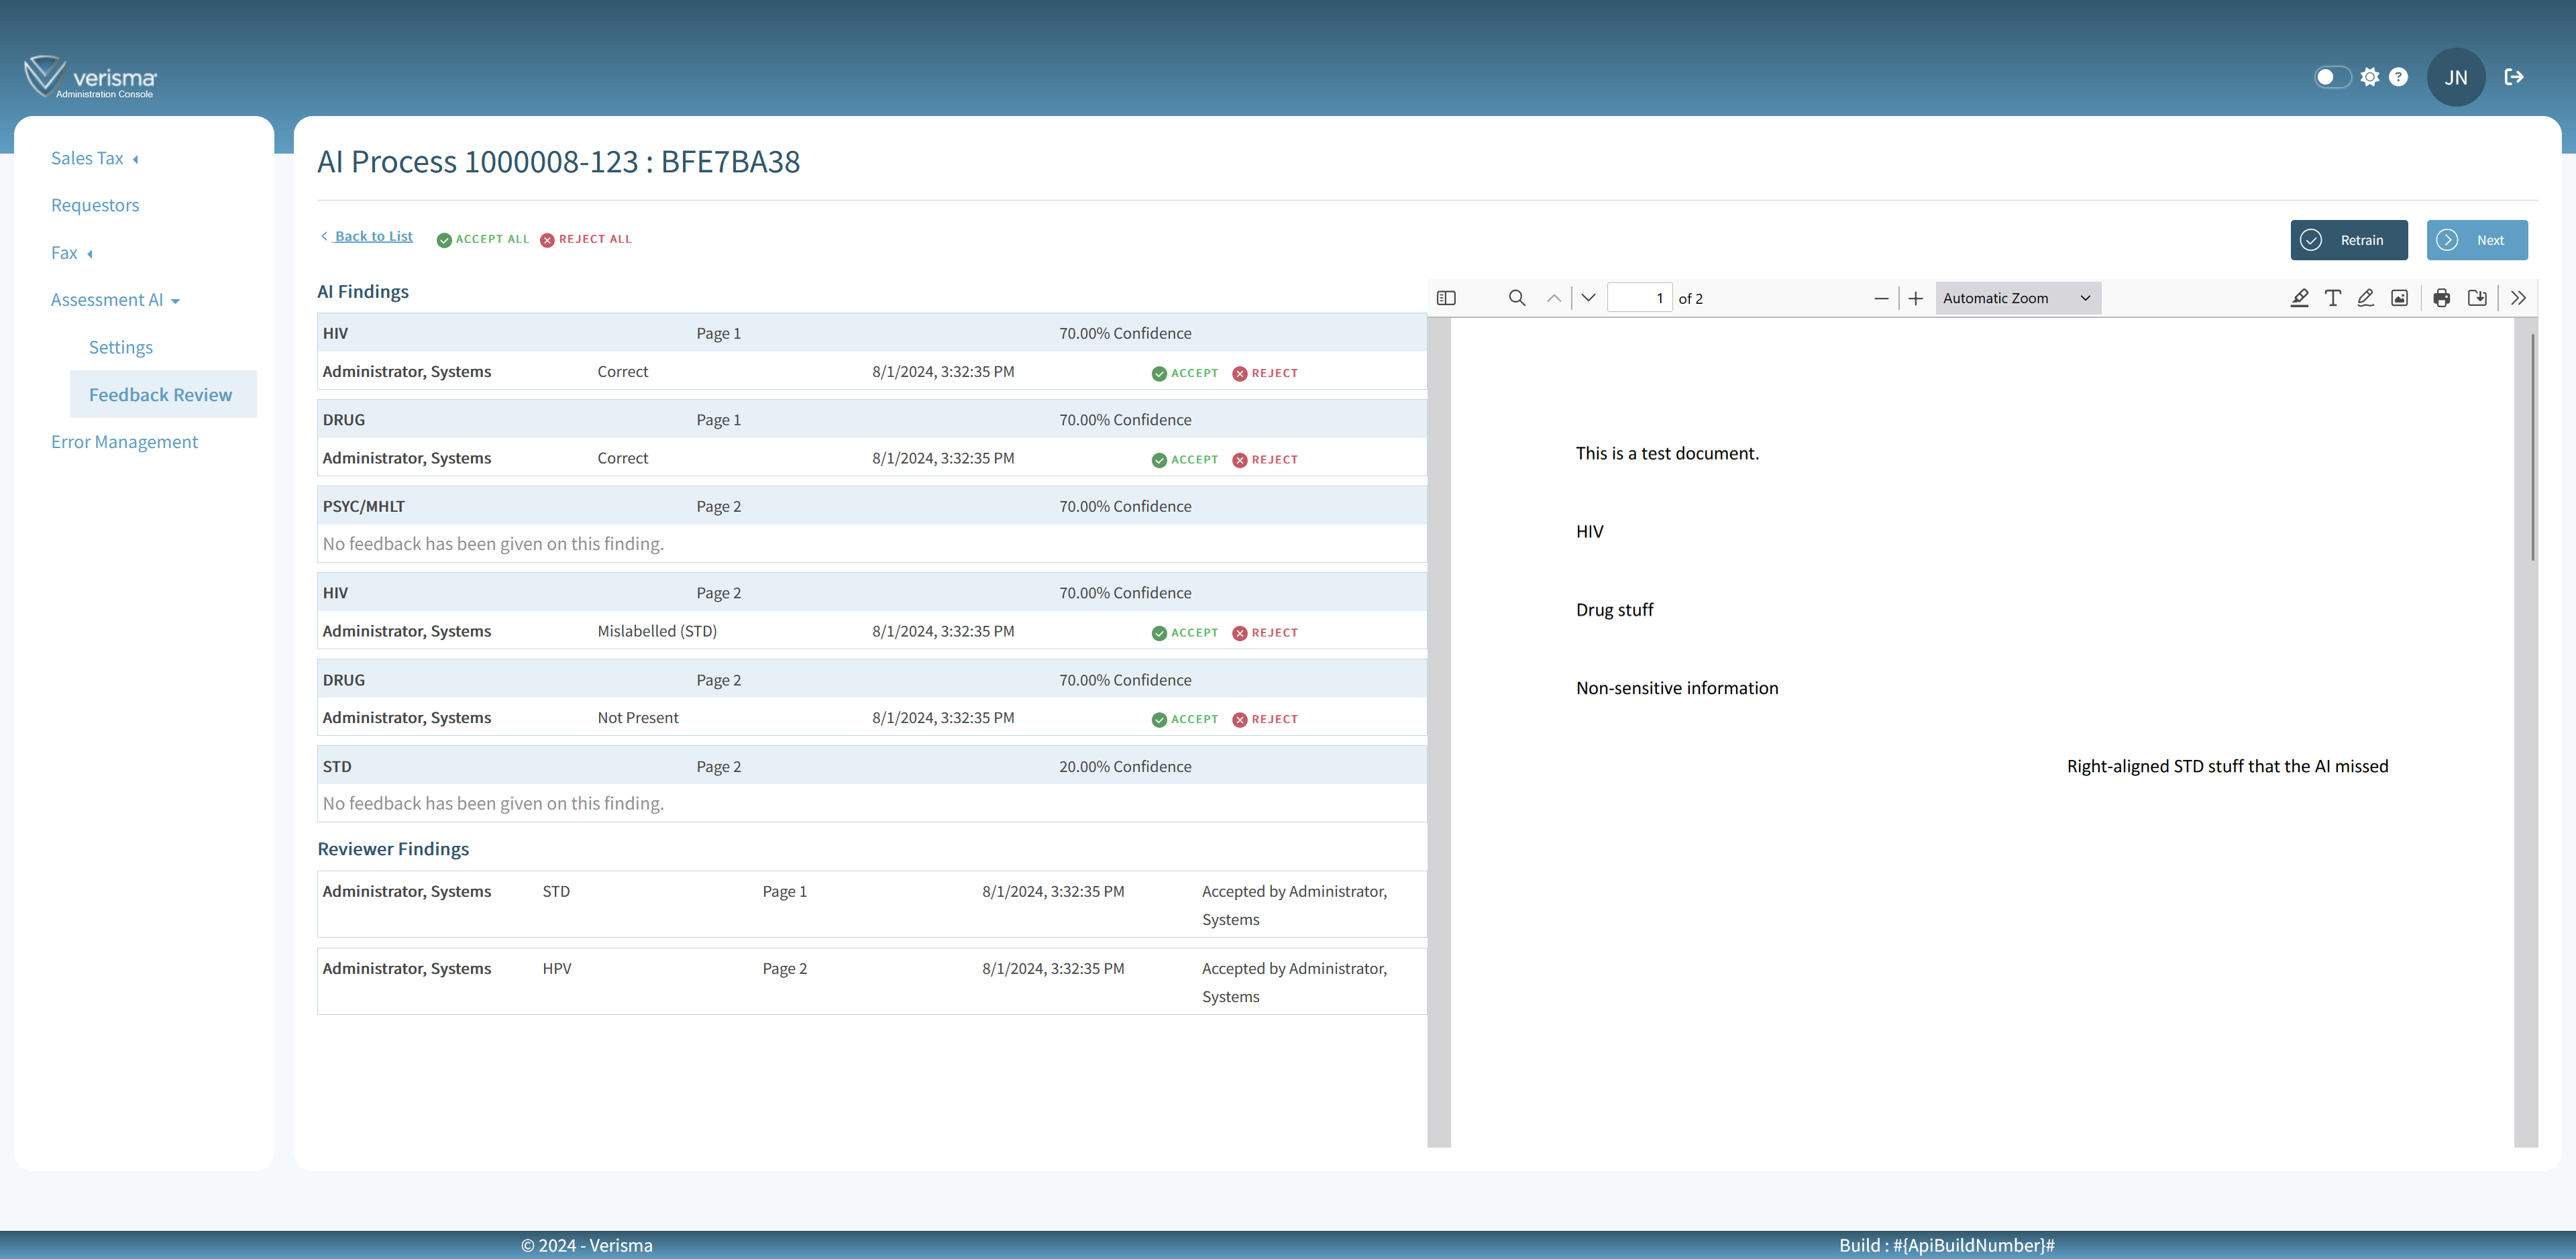 verisma
Administration Console
JN
Sales Tax
Requestors
Fax
Assessment AI
Settings
Feedback Review
Error Management
AI Process 1000008-123 : BFE7BA38
Back to List ACCEPT ALL REJECT ALL
Retrain Next
AI Findings
HIV Page 1 70.00% Confidence
Administrator, Systems Correct 8/1/2024, 3:32:35 PM ACCEPT REJECT
DRUG Page 1 70.00% Confidence
Administrator, Systems Correct 8/1/2024, 3:32:35 PM ACCEPT REJECT
PSYC/MHLT Page 2 70.00% Confidence
No feedback has been given on this finding.
HIV Page 2 70.00% Confidence
Administrator, Systems Mislabelled (STD) 8/1/2024, 3:32:35 PM ACCEPT REJECT
DRUG Page 2 70.00% Confidence
Administrator, Systems Not Present 8/1/2024, 3:32:35 PM ACCEPT REJECT
STD Page 2 20.00% Confidence
No feedback has been given on this finding.
Reviewer Findings
Administrator, Systems STD Page 1 8/1/2024, 3:32:35 PM Accepted by Administrator,
Systems
Administrator, Systems HPV Page 2 8/1/2024, 3:32:35 PM Accepted by Administrator,
Systems
1 of 2 Automatic Zoom
This is a test document.
HIV
Drug stuff
Non-sensitive information
Right-aligned STD stuff that the AI missed
© 2024 - Verisma
Build : #{ApiBuildNumber}#